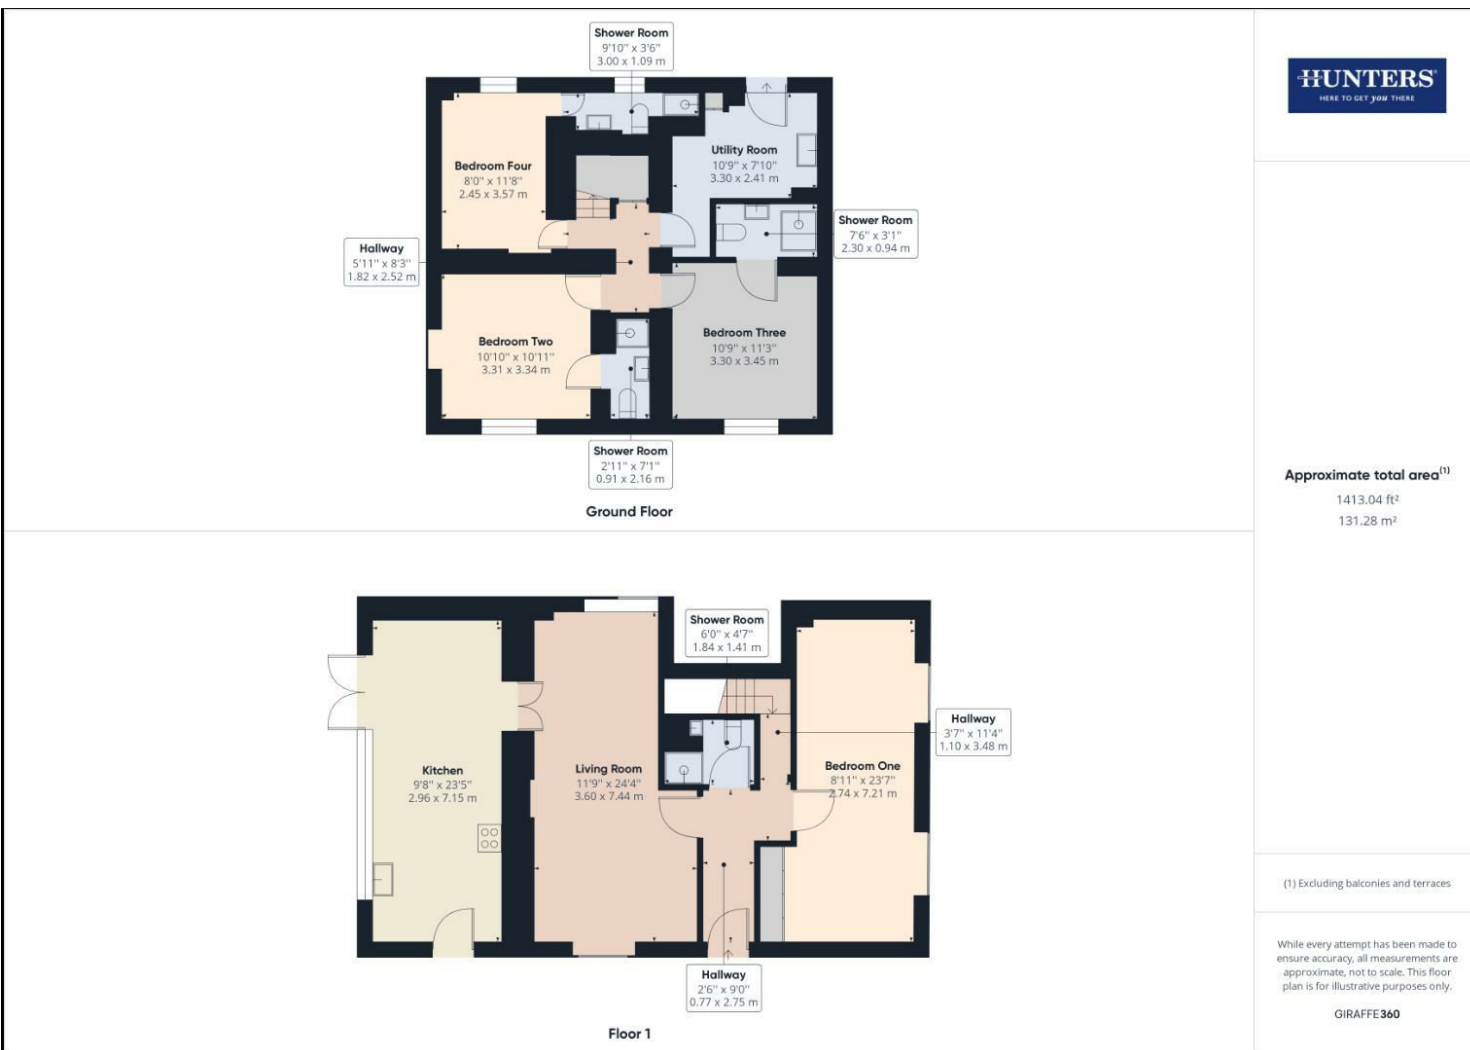 Shower Room
9'10" x 3'6"
3.00 x 1.09 m
Bedroom Four
8'0" x 11'8"
2.45 x 3.57 m
Utility Room
10'9" x 7'10"
3.30 x 2.41 m
Shower Room
7'6" x 3'1"
2.30 x 0.94 m
Hallway
5'11" x 8'3"
1.82 x 2.52 m
Bedroom Two
10'10" x 10'11"
3.31 x 3.34 m
Bedroom Three
10'9" x 11'3"
3.30 x 3.45 m
Shower Room
2'11" x 7'1"
0.91 x 2.16 m
Ground Floor
Shower Room
6'0" x 4'7"
1.84 x 1.41 m
Hallway
3'7" x 11'4"
1.10 x 3.48 m
Kitchen
9'8" x 23'5"
2.96 x 7.15 m
Living Room
11'9" x 24'4"
3.60 x 7.44 m
Bedroom One
8'11" x 23'7"
2.74 x 7.21 m
Hallway
2'6" x 9'0"
0.77 x 2.75 m
Floor 1
HUNTERS
HERE TO GET you THERE
Approximate total area(1)
1413.04 ft²
131.28 m²
(1) Excluding balconies and terraces
While every attempt has been made to
ensure accuracy, all measurements are
approximate, not to scale. This floor
plan is for illustrative purposes only.
GIRAFFE360